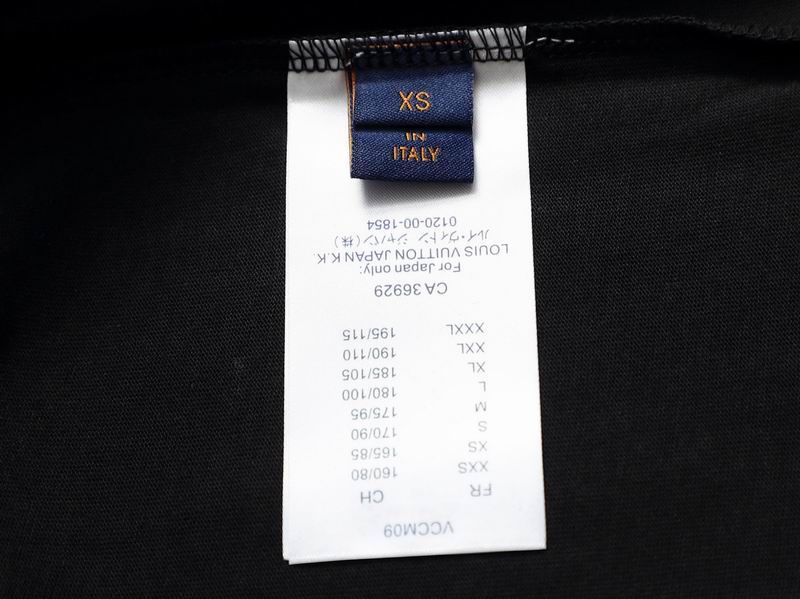 XS
IN
ITALY
VCCM09
FR CH
XXS 160/80
XS 165/85
S 170/90
M 175/95
L 180/100
XL 185/105
XXL 190/110
XXXL 195/115
CA 36929
For Japan only:
LOUIS VUITTON JAPAN K.K.
ルイ・ヴィトン ジャパン(株)
0120-00-1854